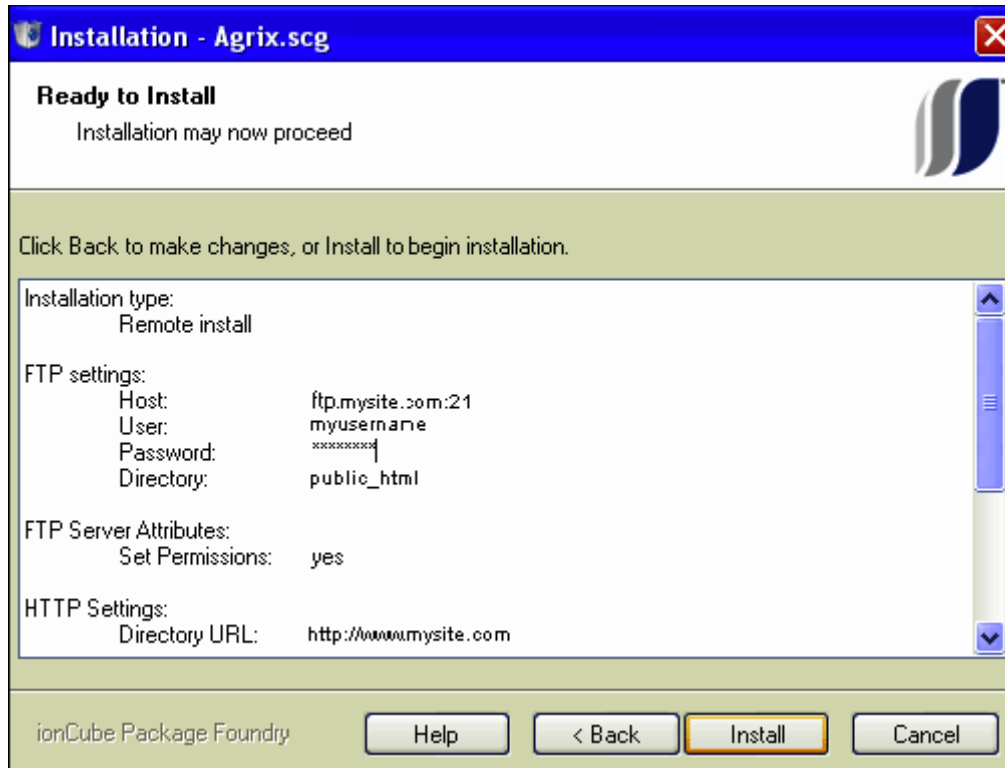 Installation - Agrix.scg
Ready to Install
Installation may now proceed
Click Back to make changes, or Install to begin installation.
Installation type:
Remote install
FTP settings:
Host: ftp.mysite.com:21
User: myusername
Password: ********
Directory: public_html
FTP Server Attributes:
Set Permissions: yes
HTTP Settings:
Directory URL: http://www.mysite.com
ionCube Package Foundry
Help
< Back
Install
Cancel